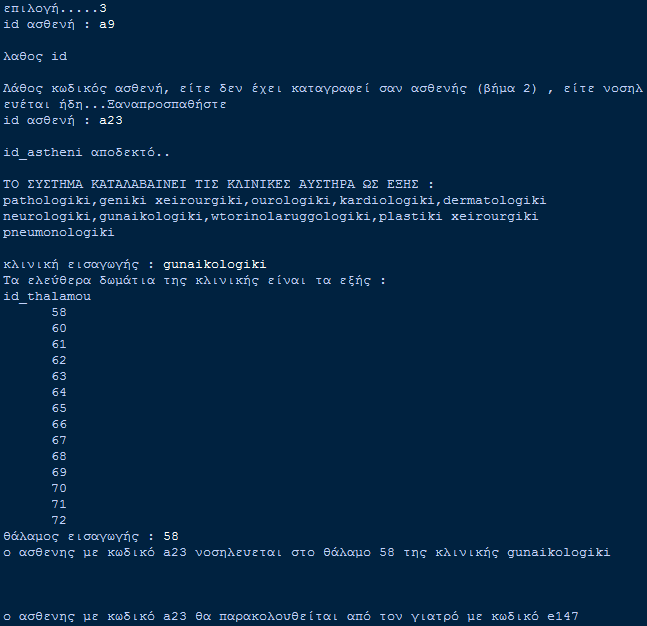 επιλογή.....3
id ασθενή : a9
λαθος id
Λάθος κωδικός ασθενή, είτε δεν έχει καταγραφεί σαν ασθενής (βήμα 2) , είτε νοσηλ
ευέται ήδη...Ξαναπροσπαθήστε
id ασθενή : a23
id_astheni αποδεκτό..
ΤΟ ΣΥΣΤΗΜΑ ΚΑΤΑΛΑΒΑΙΝΕΙ ΤΙΣ ΚΛΙΝΙΚΕΣ ΑΥΣΤΗΡΑ ΩΣ ΕΞΗΣ :
pathologiki,geniki xeirourgiki,ourologiki,kardiologiki,dermatologiki
neurologiki,gunaikologiki,wtorinolaruggologiki,plastiki xeirourgiki
pneumonologiki
κλινική εισαγωγής : gunaikologiki
Τα ελεύθερα δωμάτια της κλινικής είναι τα εξής :
id_thalamou
58
60
61
62
63
64
65
66
67
68
69
70
71
72
θάλαμος εισαγωγής : 58
ο ασθενης με κωδικό a23 νοσηλευεται στο θάλαμο 58 της κλινικής gunaikologiki
ο ασθενης με κωδικό a23 θα παρακολουθείται από τον γιατρό με κωδικό e147